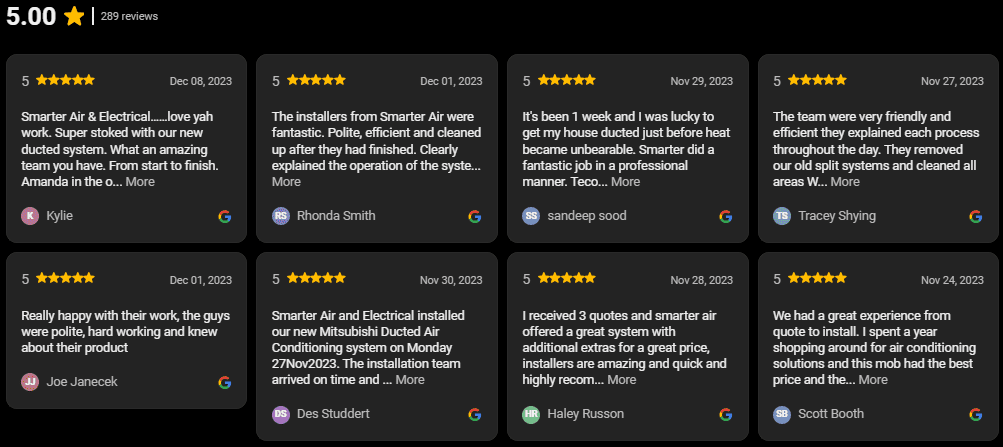 5.00
289 reviews
5
Dec 08, 2023
Smarter Air & Electrical......love yah
work. Super stoked with our new
ducted system. What an amazing
team you have. From start to finish.
Amanda in the o... More
K
Kylie
5
Dec 01, 2023
The installers from Smarter Air were
fantastic. Polite, efficient and cleaned
up after they had finished. Clearly
explained the operation of the syste...
More
RS
Rhonda Smith
5
Nov 29, 2023
It's been 1 week and I was lucky to
get my house ducted just before heat
became unbearable. Smarter did a
fantastic job in a professional
manner. Teco... More
SS
sandeep sood
5
Nov 27, 2023
The team were very friendly and
efficient they explained each process
throughout the day. They removed
our old split systems and cleaned all
areas W... More
TS
Tracey Shying
5
Dec 01, 2023
Really happy with their work, the guys
were polite, hard working and knew
about their product
JJ
Joe Janecek
5
Nov 30, 2023
Smarter Air and Electrical installed
our new Mitsubishi Ducted Air
Conditioning system on Monday
27Nov2023. The installation team
arrived on time and ... More
DS
Des Studdert
5
Nov 28, 2023
I received 3 quotes and smarter air
offered a great system with
additional extras for a great price,
installers are amazing and quick and
highly recom... More
HR
Haley Russon
5
Nov 24, 2023
We had a great experience from
quote to install. I spent a year
shopping around for air conditioning
solutions and this mob had the best
price and the... More
SB
Scott Booth